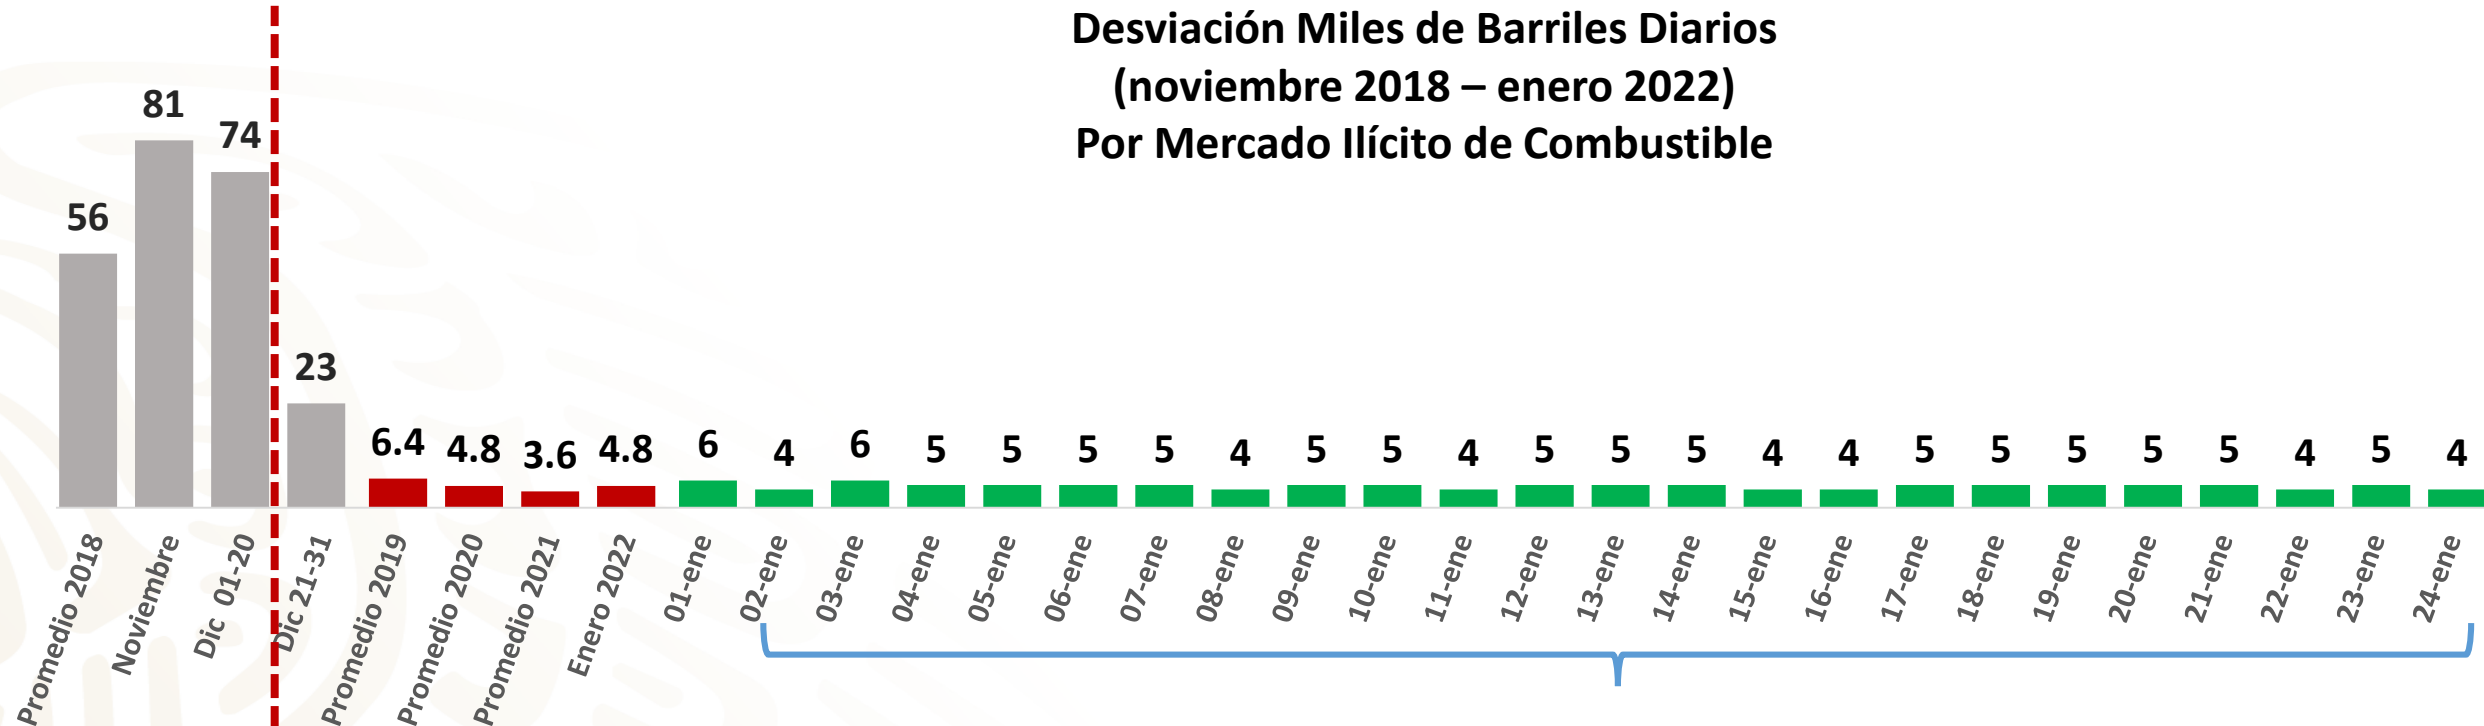 Desviación Miles de Barriles Diarios
(noviembre 2018 – enero 2022)
Por Mercado Ilícito de Combustible
56
81
74
23
6.4
4.8
3.6
4.8
6
4
6
5
5
5
5
4
5
5
4
5
5
5
4
4
5
5
5
5
5
4
5
4
Promedio 2018
Noviembre
Dic 01-20
Dic 21-31
Promedio 2019
Promedio 2020
Promedio 2021
Enero 2022
01-ene
02-ene
03-ene
04-ene
05-ene
06-ene
07-ene
08-ene
09-ene
10-ene
11-ene
12-ene
13-ene
14-ene
15-ene
16-ene
17-ene
18-ene
19-ene
20-ene
21-ene
22-ene
23-ene
24-ene